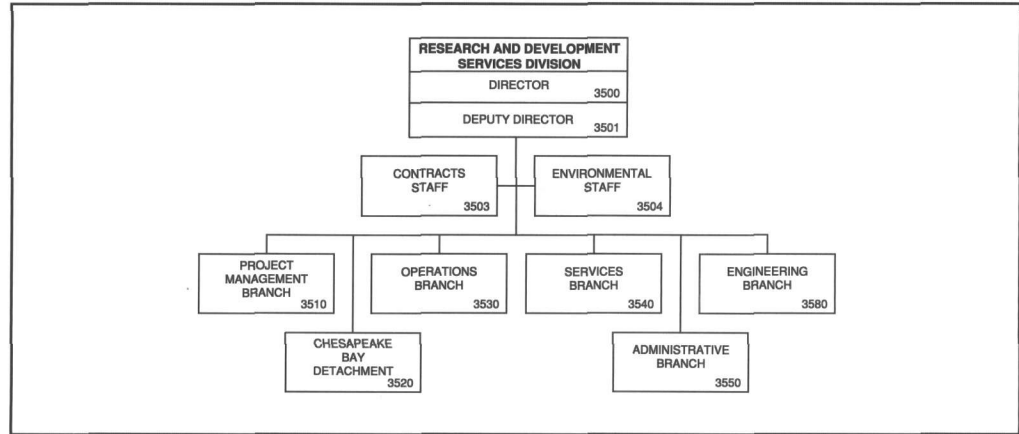 RESEARCH AND DEVELOPMENT
SERVICES DIVISION
DIRECTOR
3500
DEPUTY DIRECTOR
3501
CONTRACTS
STAFF
3503
ENVIRONMENTAL
STAFF
3504
PROJECT
MANAGEMENT
BRANCH
3510
OPERATIONS
BRANCH
3530
SERVICES
BRANCH
3540
ENGINEERING
BRANCH
3580
CHESAPEAKE
BAY
DETACHMENT
3520
ADMINISTRATIVE
BRANCH
3550